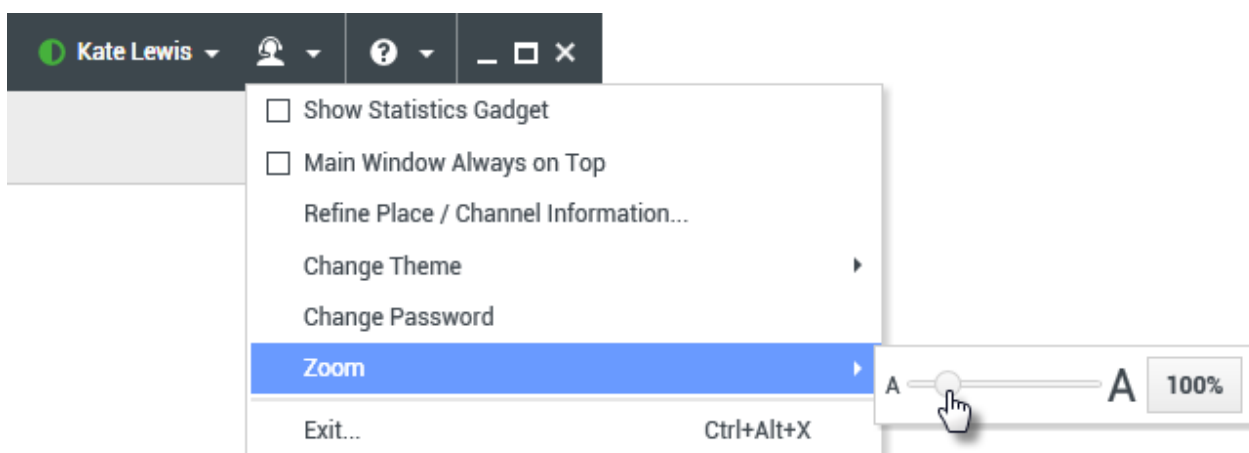 Kate Lewis
Show Statistics Gadget
Main Window Always on Top
Refine Place / Channel Information...
Change Theme
Change Password
Zoom
A A 100%
Exit... Ctrl+Alt+X